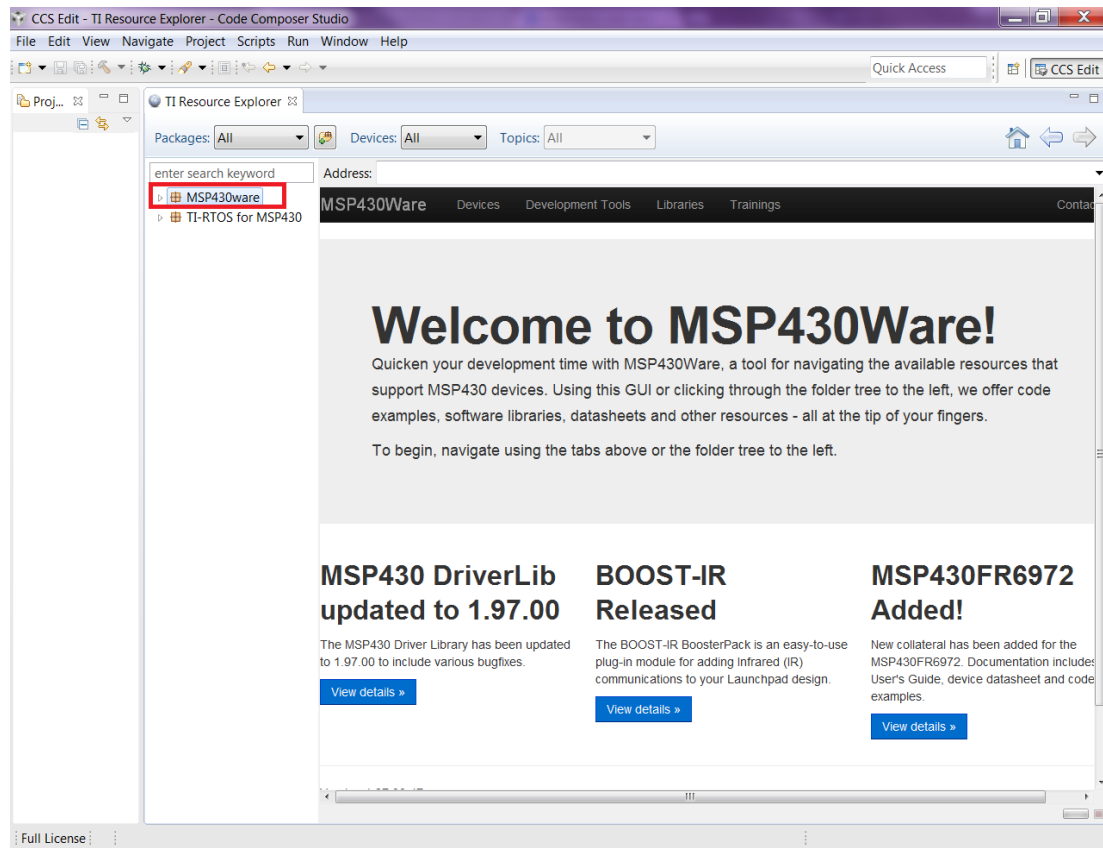 CCS Edit - TI Resource Explorer - Code Composer Studio
File Edit View Navigate Project Scripts Run Window Help
Quick Access
CCS Edit
Proj...
TI Resource Explorer
Packages: All
Devices: All
Topics: All
enter search keyword
Address:
MSP430ware
TI-RTOS for MSP430
MSP430Ware Devices Development Tools Libraries Trainings
Welcome to MSP430Ware!
Quicken your development time with MSP430Ware, a tool for navigating the available resources that
support MSP430 devices. Using this GUI or clicking through the folder tree to the left, we offer code
examples, software libraries, datasheets and other resources - all at the tip of your fingers.
To begin, navigate using the tabs above or the folder tree to the left.
MSP430 DriverLib
updated to 1.97.00
The MSP430 Driver Library has been updated
to 1.97.00 to include various bugfixes.
View details »
BOOST-IR
Released
The BOOST-IR BoosterPack is an easy-to-use
plug-in module for adding Infrared (IR)
communications to your Launchpad design.
View details »
MSP430FR6972
Added!
New collateral has been added for the
MSP430FR6972. Documentation includes
User's Guide, device datasheet and code
examples.
View details »
Full License